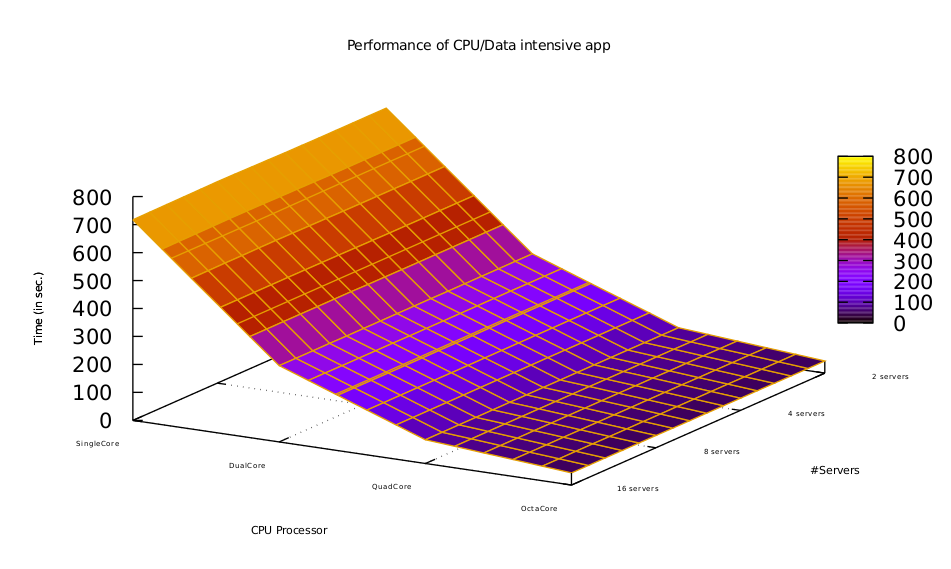 Performance of CPU/Data intensive app
800
700
600
500
400
300
200
100
0
Time (in sec.)
SingleCore
DualCore
QuadCore
OctaCore
CPU Processor
16 servers
8 servers
4 servers
2 servers
#Servers
800
700
600
500
400
300
200
100
0